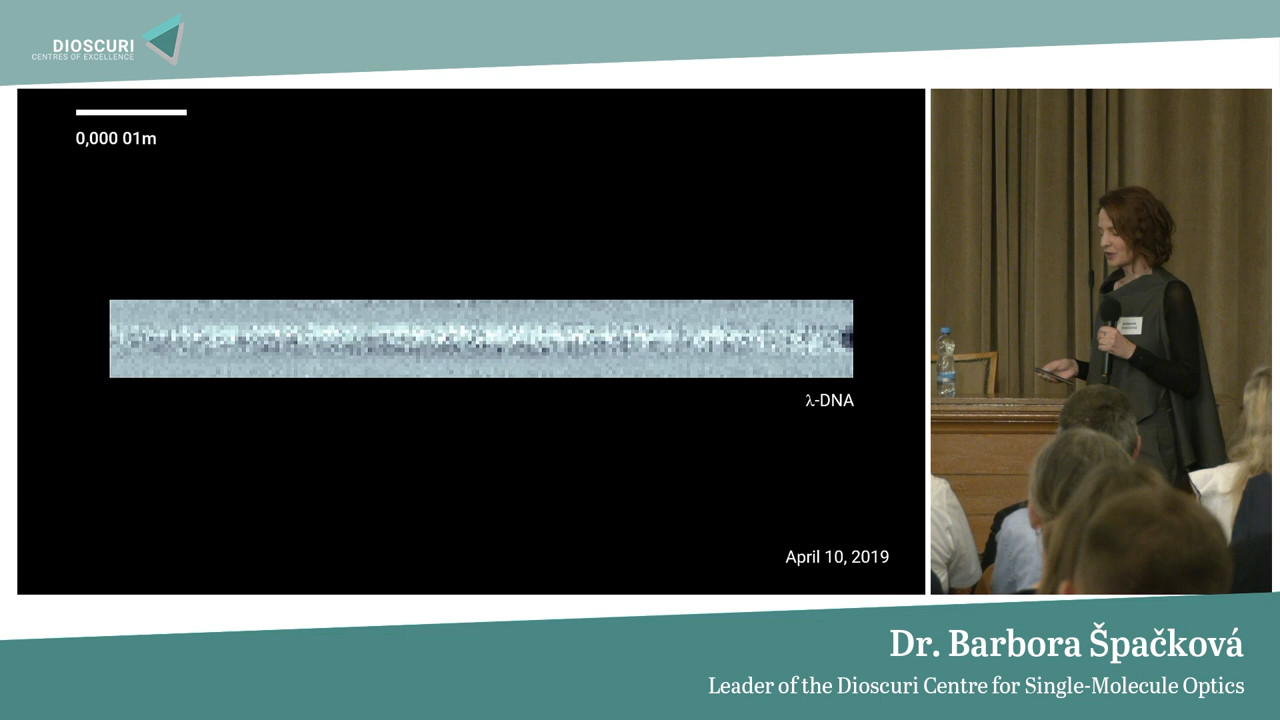 DIOSCURI
CENTRES OF EXCELLENCE
0,000 01m
λ-DNA
April 10, 2019
Dr. Barbora Špačková
Leader of the Dioscuri Centre for Single-Molecule Optics